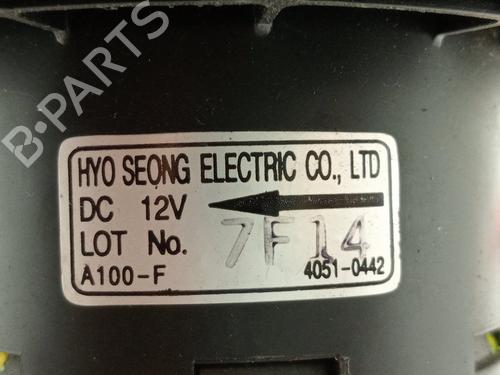 B·PARTS
HYO SEONG ELECTRIC CO., LTD
DC 12V
LOT No. 7F14
A100-F 4051-0442